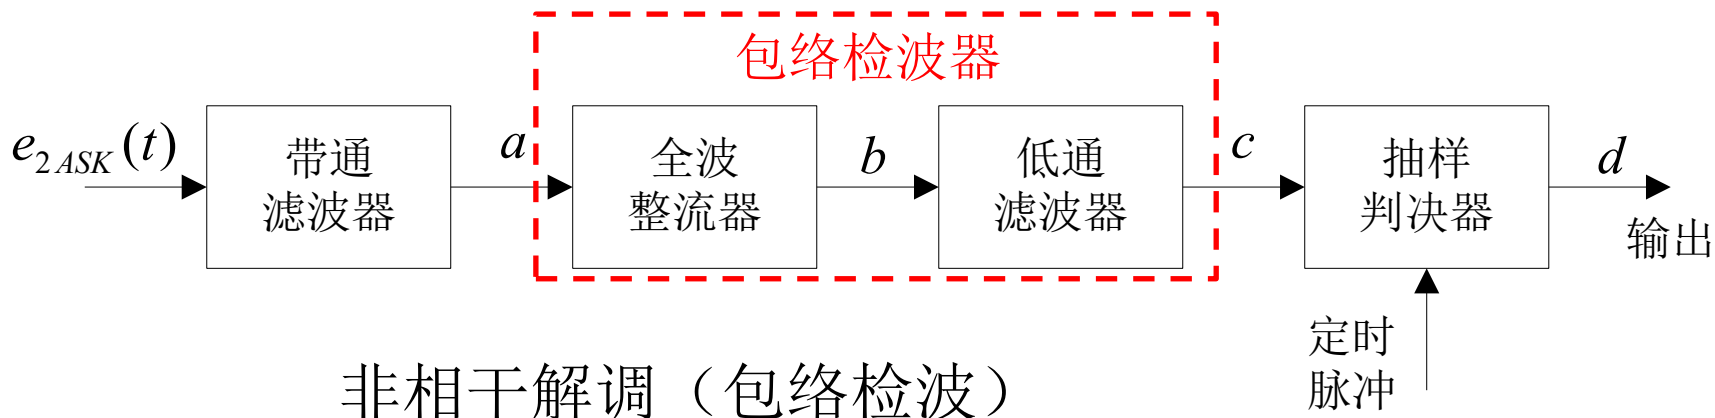 包络检波器
e2ASK(t)
带通
滤波器
a
全波
整流器
b
低通
滤波器
c
抽样
判决器
d
输出
定时
脉冲
非相干解调（包络检波）